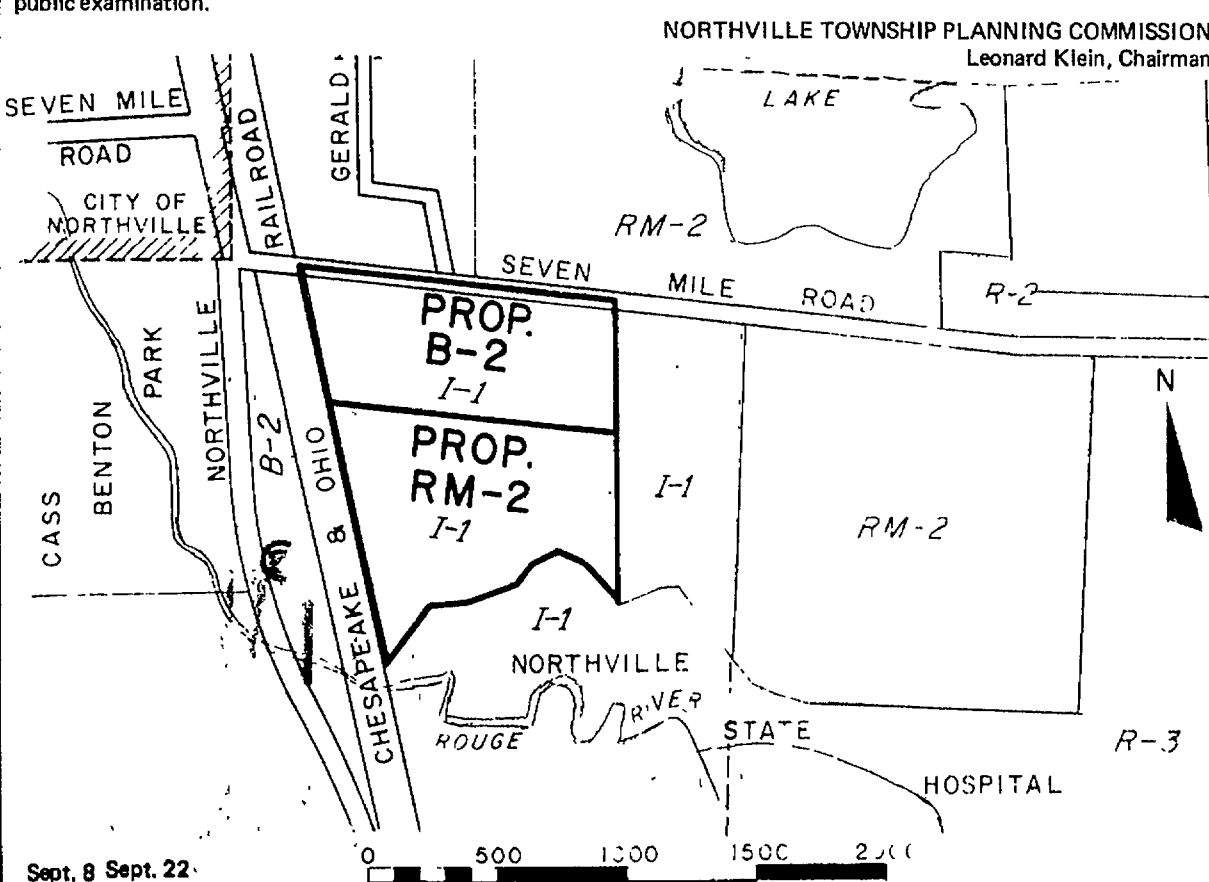 public examination.
NORTHVILLE TOWNSHIP PLANNING COMMISSION
Leonard Klein, Chairman
SEVEN MILE
ROAD
CITY OF
NORTHVILLE
RAILROAD
GERALD
LAKE
RM-2
SEVEN MILE ROAD
R-2
N
PROP.
B-2
I-1
PROP.
RM-2
I-1
I-1
RM-2
CASS
BENTON
PARK
NORTHVILLE
B-2
CHESAPEAKE & OHIO
I-1
NORTHVILLE
ROUGE
RIVER
STATE
HOSPITAL
R-3
Sept. 8 Sept. 22
0 500 1000 1500